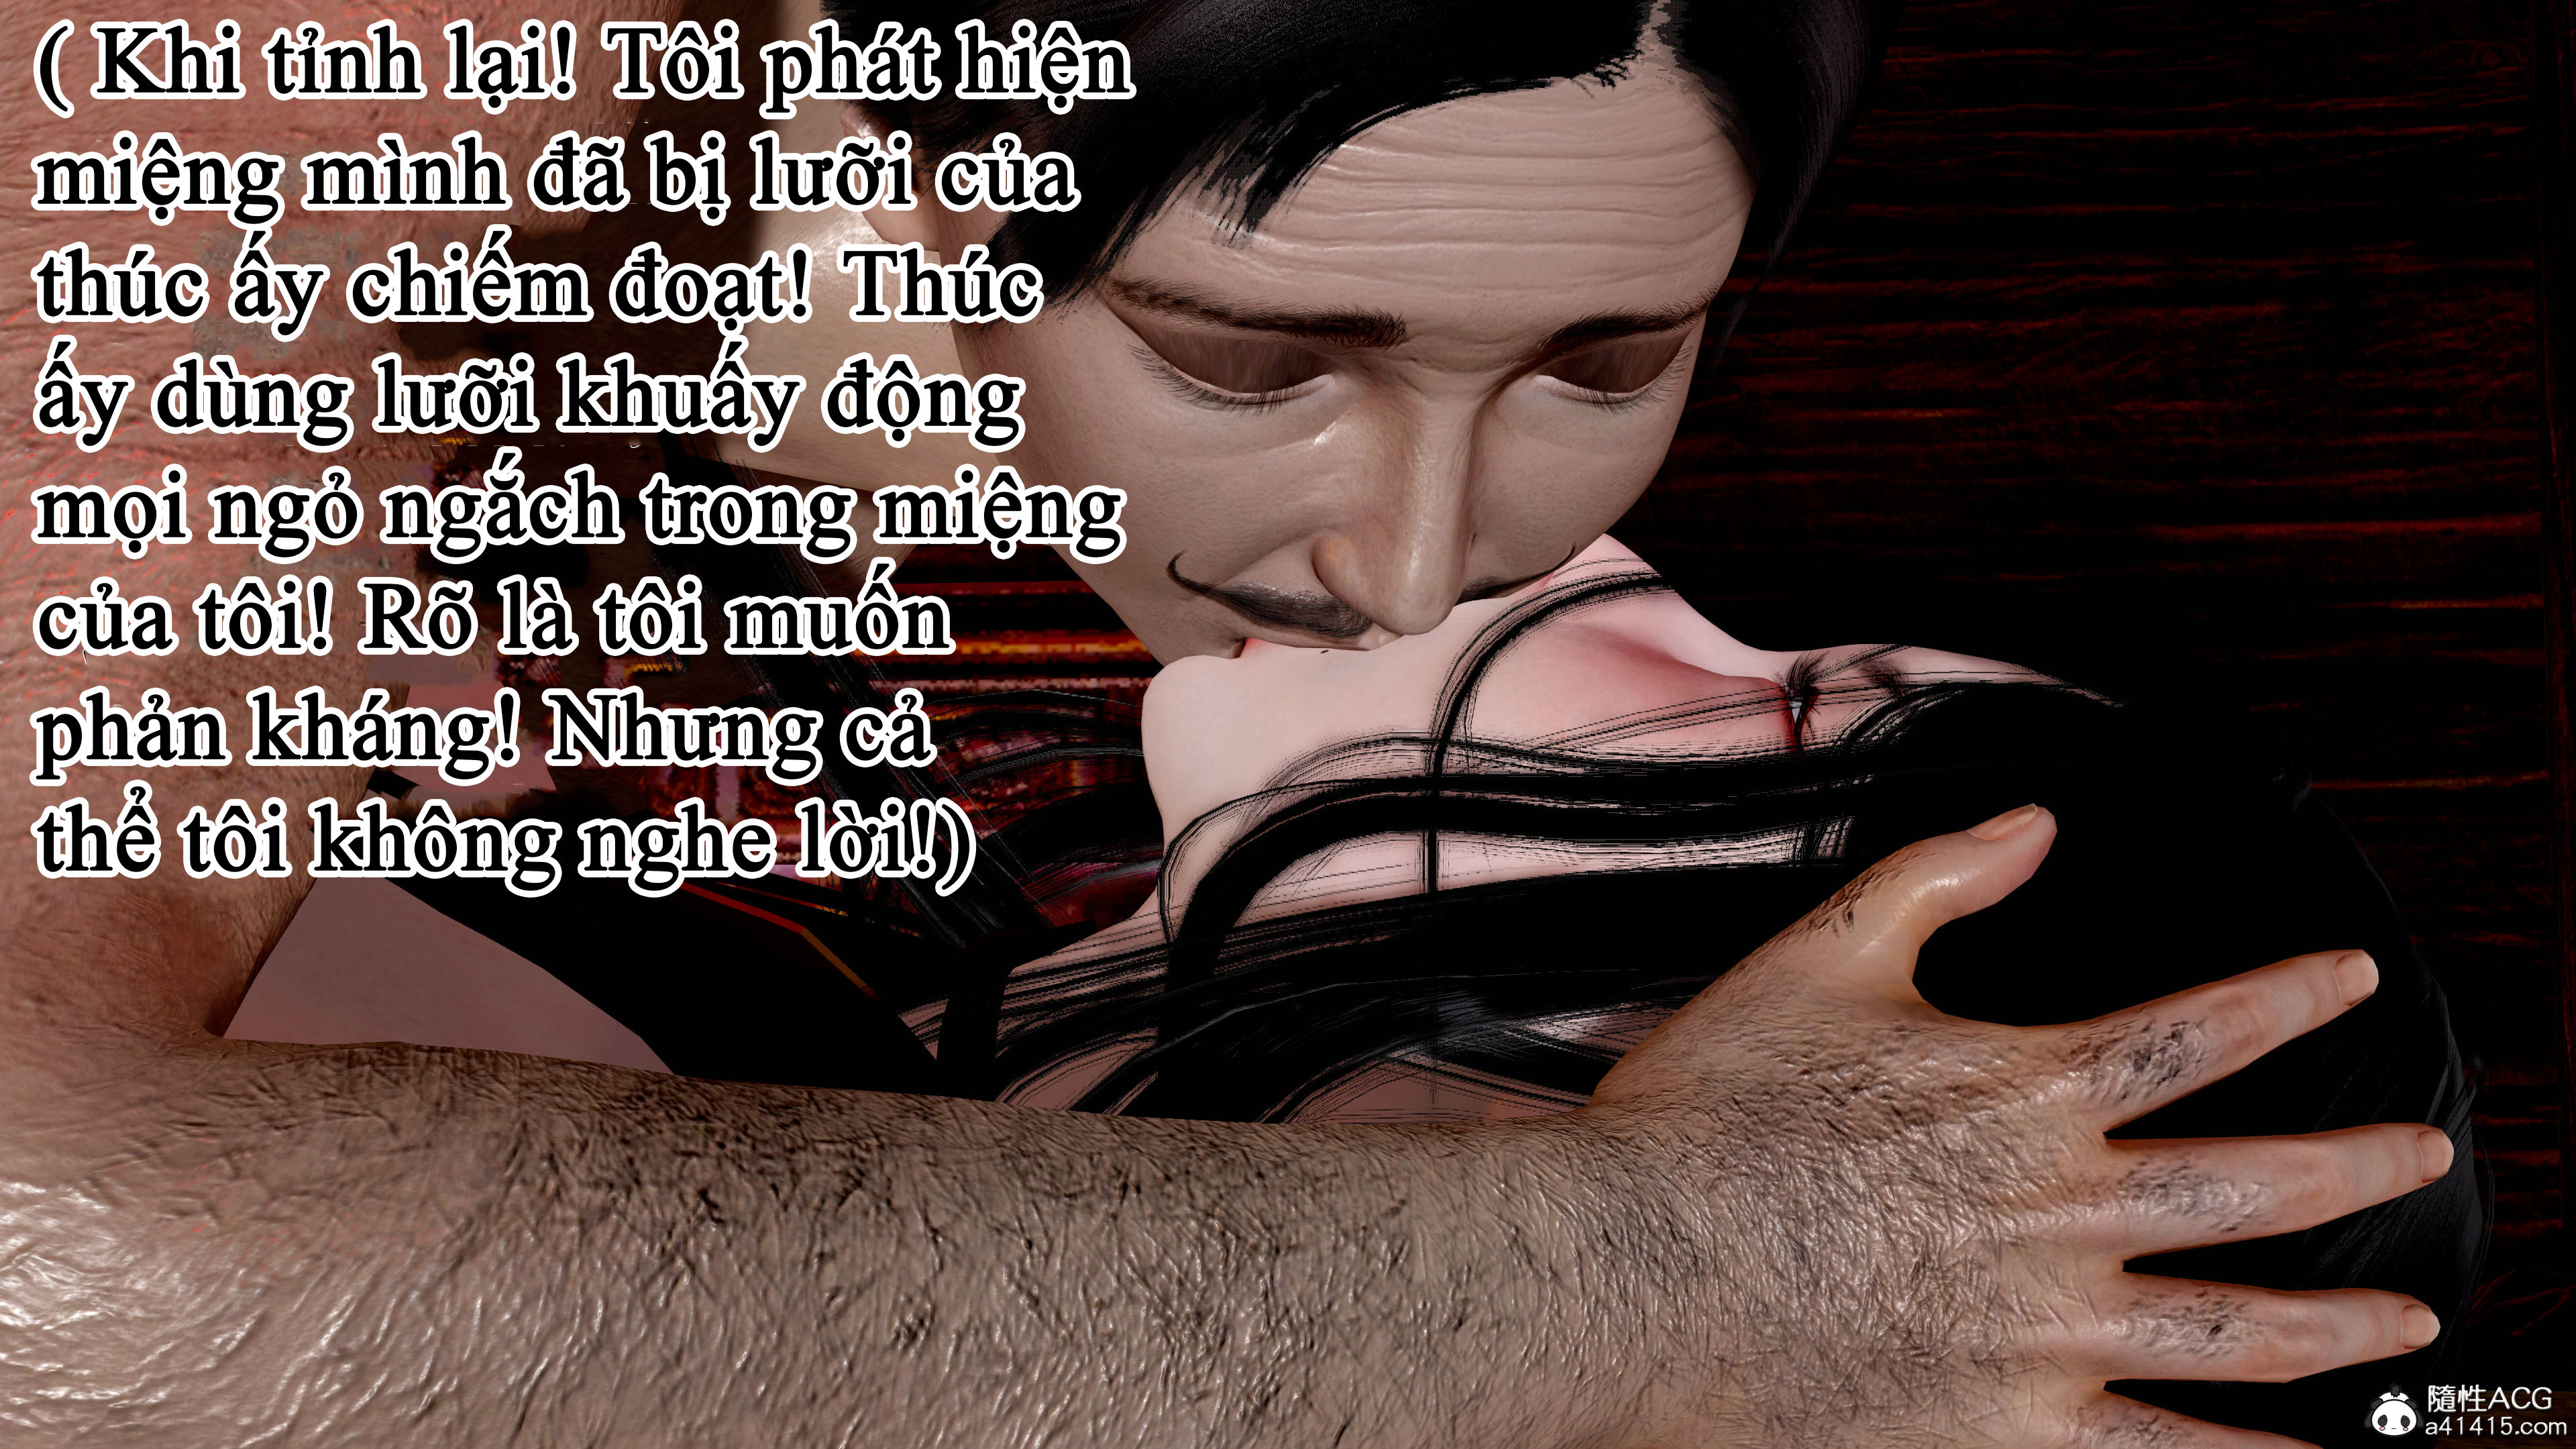 ( Khi tỉnh lại! Tôi phát hiện
miệng mình đã bị lưỡi của
thúc ấy chiếm đoạt! Thúc
ấy dùng lưỡi khuấy động
mọi ngỏ ngách trong miệng
của tôi! Rõ là tôi muốn
phản kháng! Nhưng cả
thể tôi không nghe lời!)
隨性ACG
a41415.com